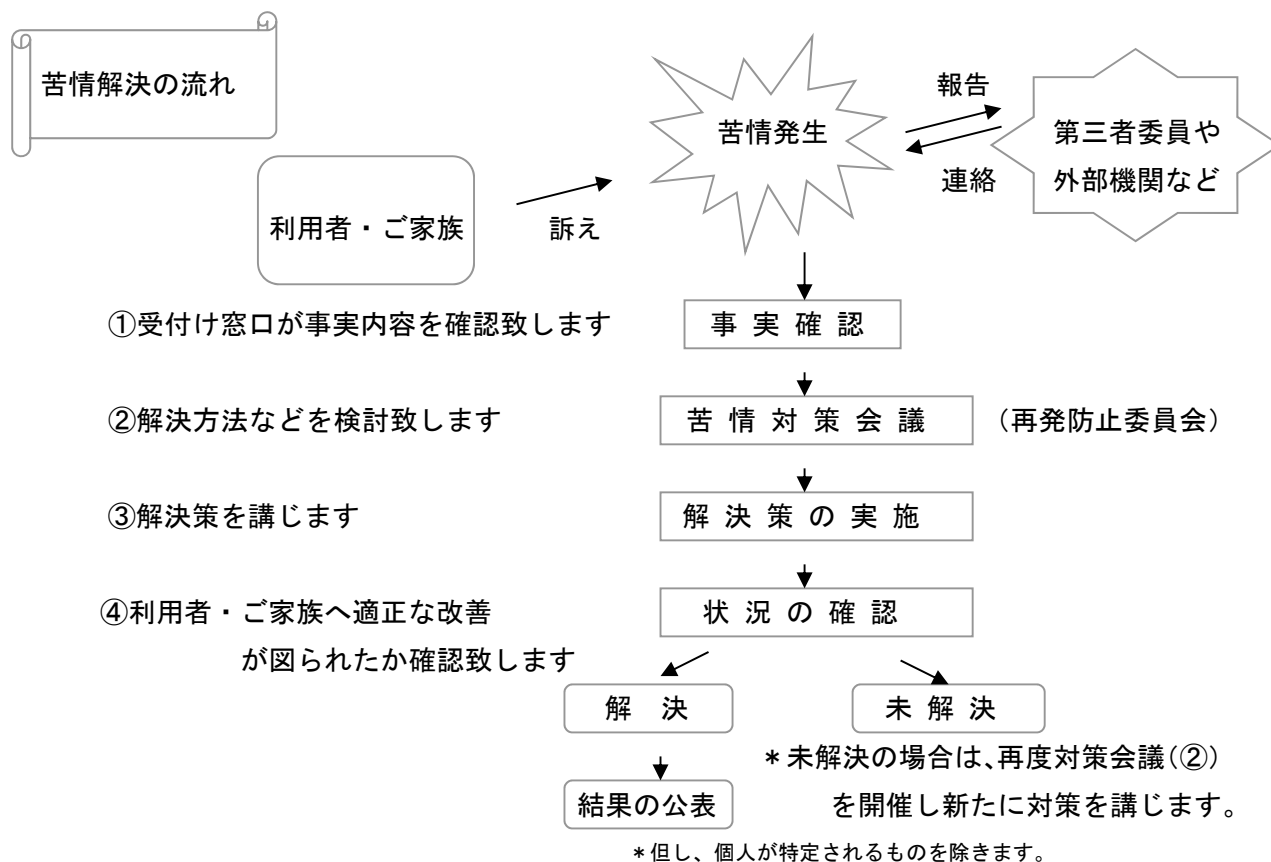 苦情解決の流れ
苦情発生
報告
連絡
第三者委員や
外部機関など
利用者・ご家族
訴え
①受付け窓口が事実内容を確認致します
事 実 確 認
②解決方法などを検討致します
苦 情 対 策 会 議
（再発防止委員会）
③解決策を講じます
解 決 策 の 実 施
④利用者・ご家族へ適正な改善
が図られたか確認致します
状 況 の 確 認
解　決
未 解 決
＊未解決の場合は、再度対策会議(②)
を開催し新たに対策を講じます。
結果の公表
＊但し、個人が特定されるものを除きます。